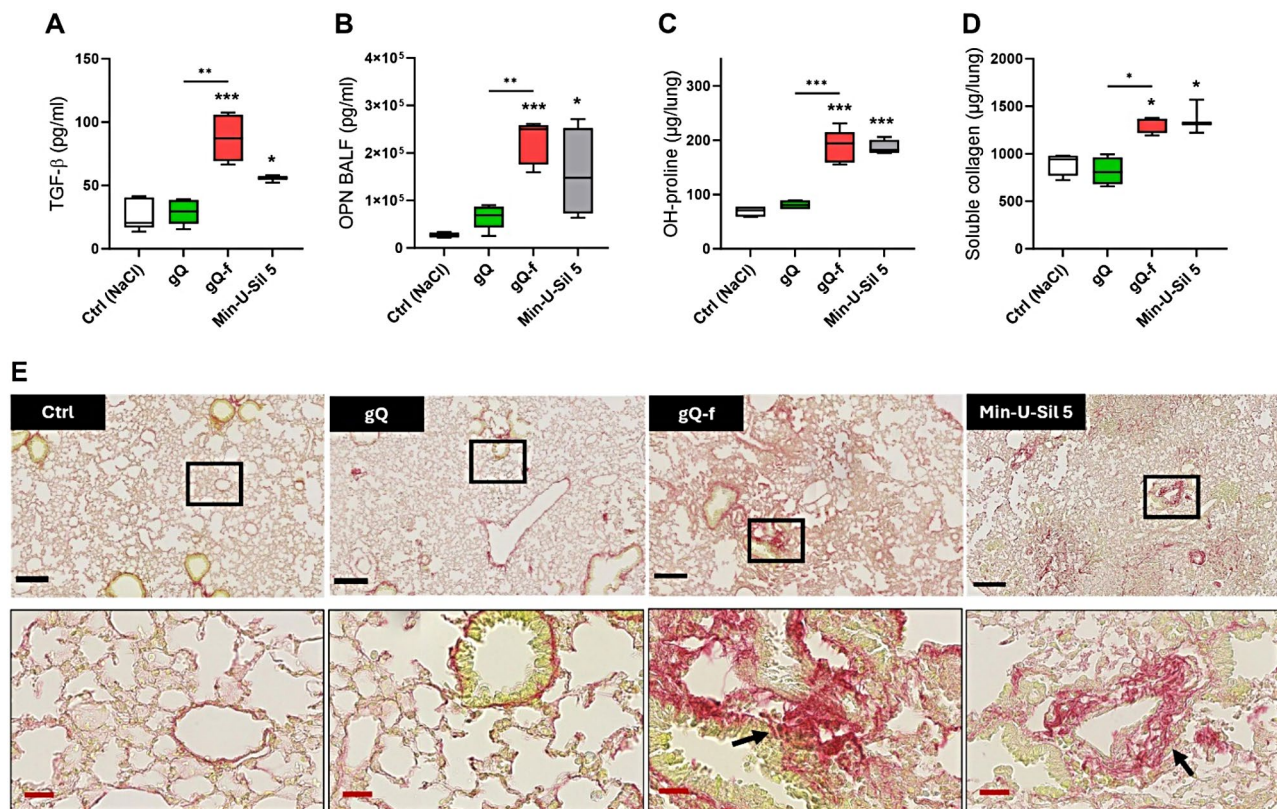 A
TGF-β (pg/ml)
150
100
50
0
**
***
*
Ctrl (NaCl)
gQ
gQ-f
Min-U-Sil 5
B
OPN BALF (pg/ml)
4×10⁵
3×10⁵
2×10⁵
1×10⁵
0
**
***
*
Ctrl (NaCl)
gQ
gQ-f
Min-U-Sil 5
C
OH-proline (µg/lung)
300
200
100
0
***
***
***
Ctrl (NaCl)
gQ
gQ-f
Min-U-Sil 5
D
Soluble collagen (µg/lung)
2000
1500
1000
500
0
*
*
*
Ctrl (NaCl)
gQ
gQ-f
Min-U-Sil 5
E
Ctrl
gQ
gQ-f
Min-U-Sil 5